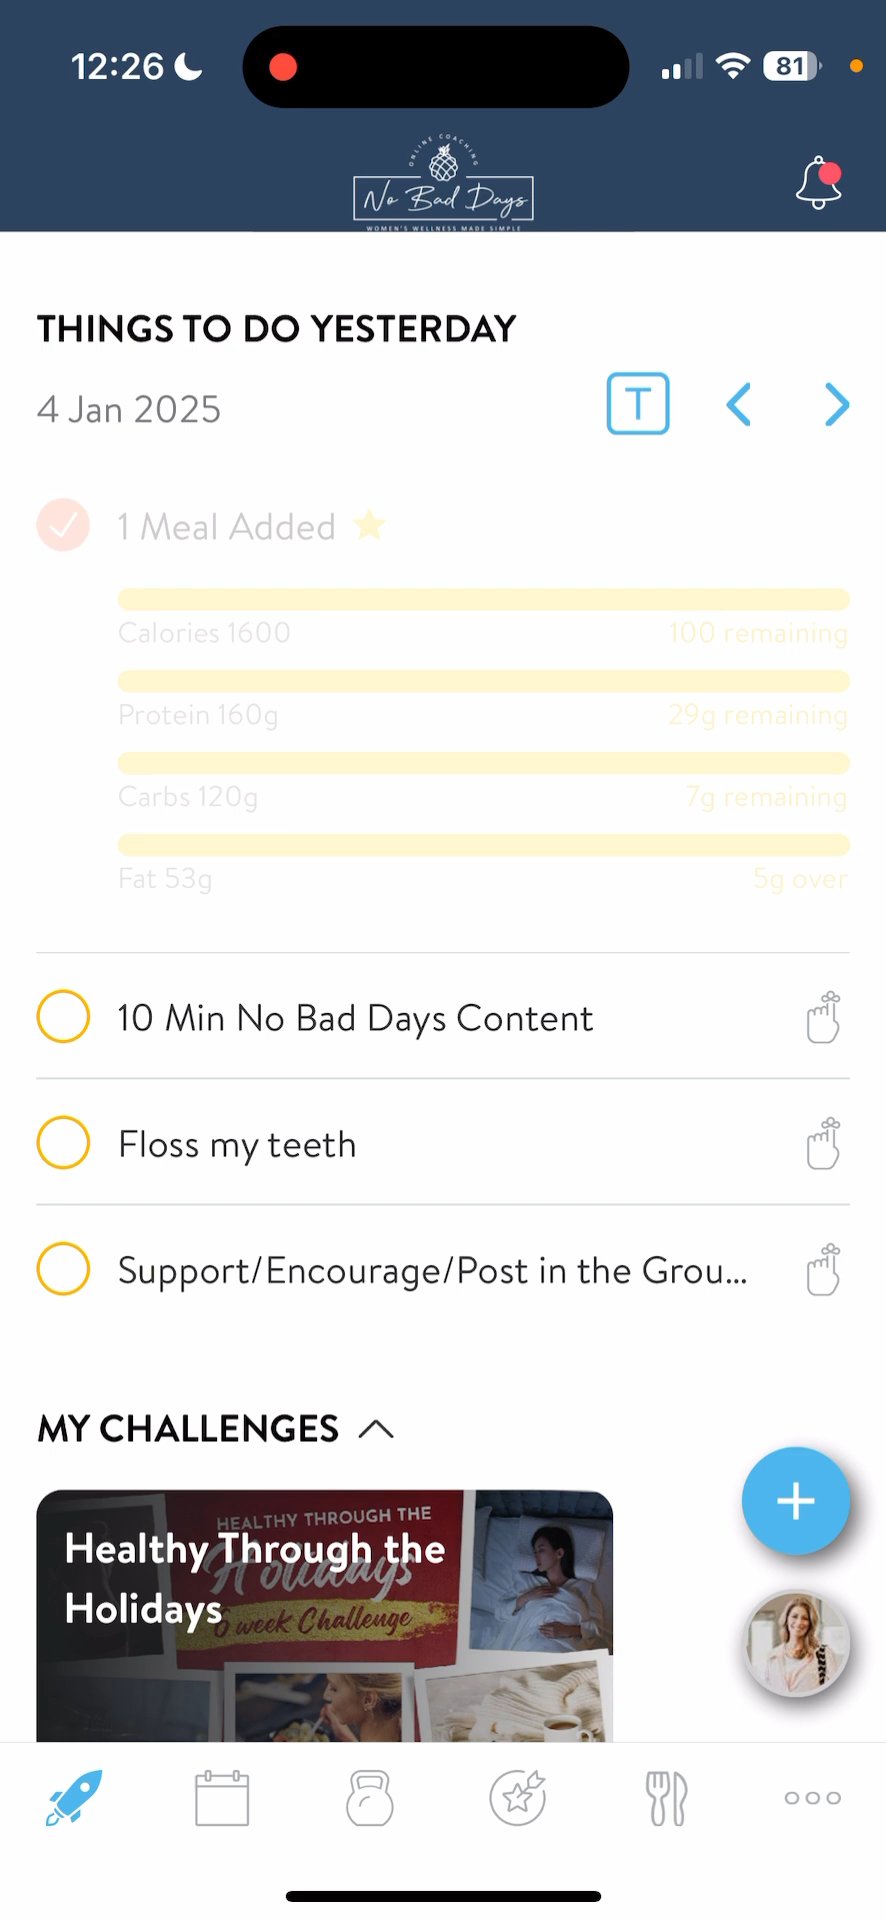 12:26
81
ONLINE COACHING
No Bad Days
WOMEN'S WELLNESS MADE SIMPLE
THINGS TO DO YESTERDAY
4 Jan 2025
T
1 Meal Added
Calories 1600 100 remaining
Protein 160g 29g remaining
Carbs 120g 7g remaining
Fat 53g 5g over
10 Min No Bad Days Content
Floss my teeth
Support/Encourage/Post in the Grou...
MY CHALLENGES
HEALTHY THROUGH THE
Holidays
6 week Challenge
Healthy Through the
Holidays